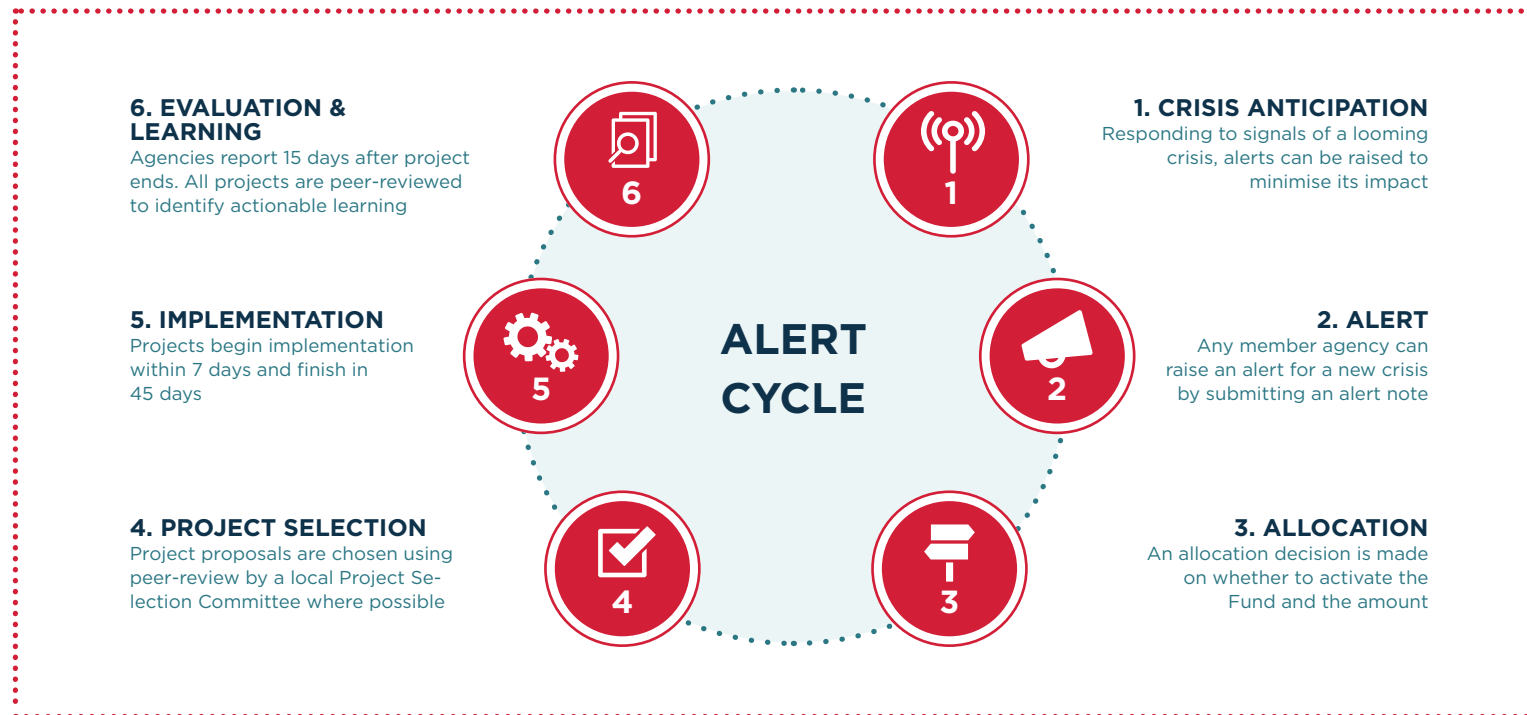 1. CRISIS ANTICIPATION
Responding to signals of a looming
crisis, alerts can be raised to
minimise its impact
1
2. ALERT
Any member agency can
raise an alert for a new crisis
by submitting an alert note
2
3. ALLOCATION
An allocation decision is made
on whether to activate the
Fund and the amount
3
4. PROJECT SELECTION
Project proposals are chosen using
peer-review by a local Project Se-
lection Committee where possible
4
5. IMPLEMENTATION
Projects begin implementation
within 7 days and finish in
45 days
5
6. EVALUATION &
LEARNING
Agencies report 15 days after project
ends. All projects are peer-reviewed
to identify actionable learning
6
ALERT
CYCLE